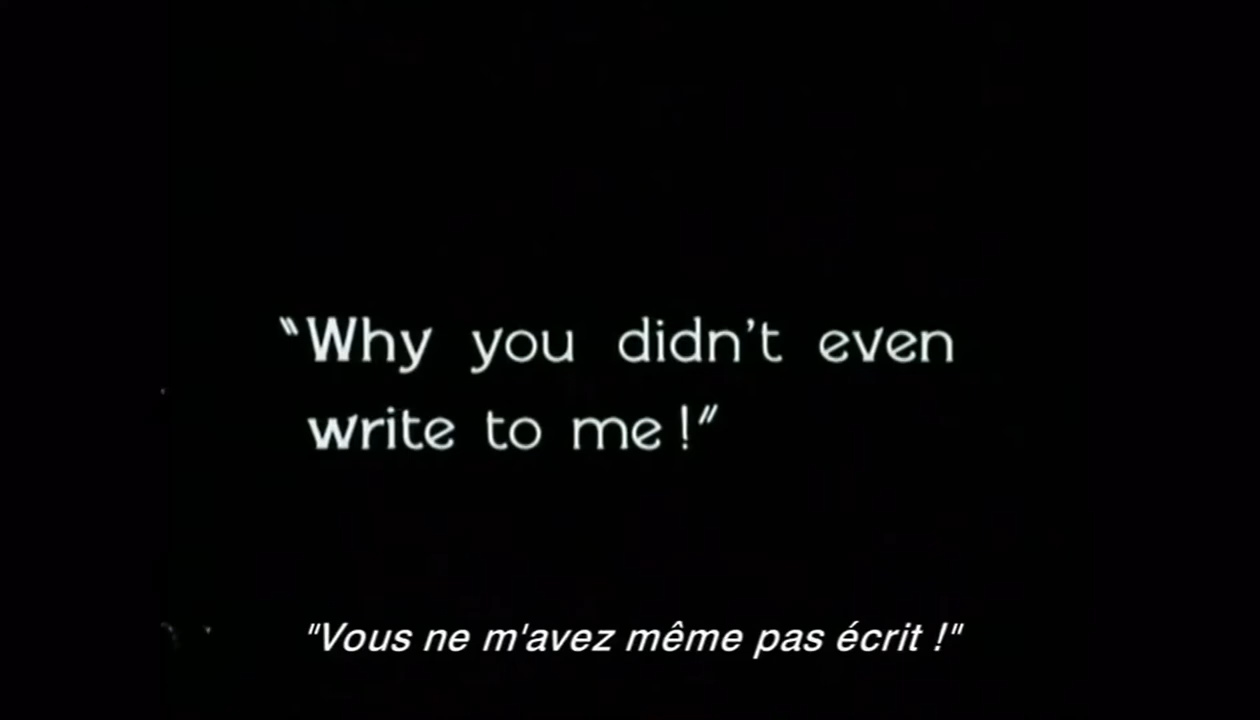 "Why you didn't even
write to me!"
"Vous ne m'avez même pas écrit !"